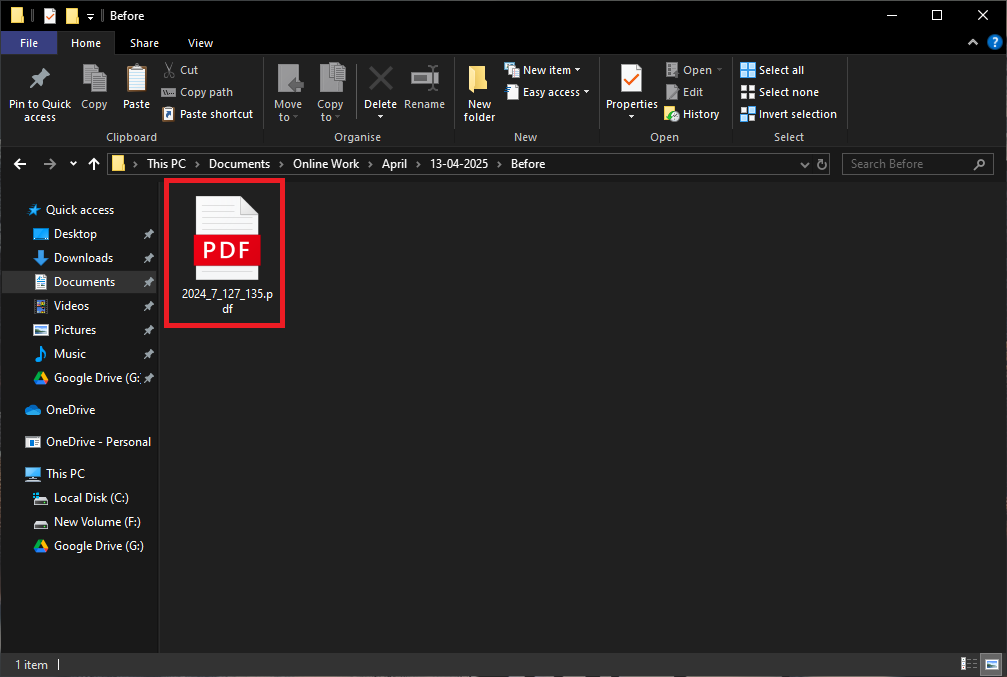 Before
File Home Share View
Pin to Quick access
Copy
Paste
Cut
Copy path
Paste shortcut
Clipboard
Move to
Copy to
Delete
Rename
Organise
New folder
New item
Easy access
New
Properties
Open
Edit
History
Open
Select all
Select none
Invert selection
Select
This PC > Documents > Online Work > April > 13-04-2025 > Before
Search Before
Quick access
Desktop
Downloads
Documents
Videos
Pictures
Music
Google Drive (G:
OneDrive
OneDrive - Personal
This PC
Local Disk (C:)
New Volume (F:)
Google Drive (G:)
PDF
2024_7_127_135.p
df
1 item